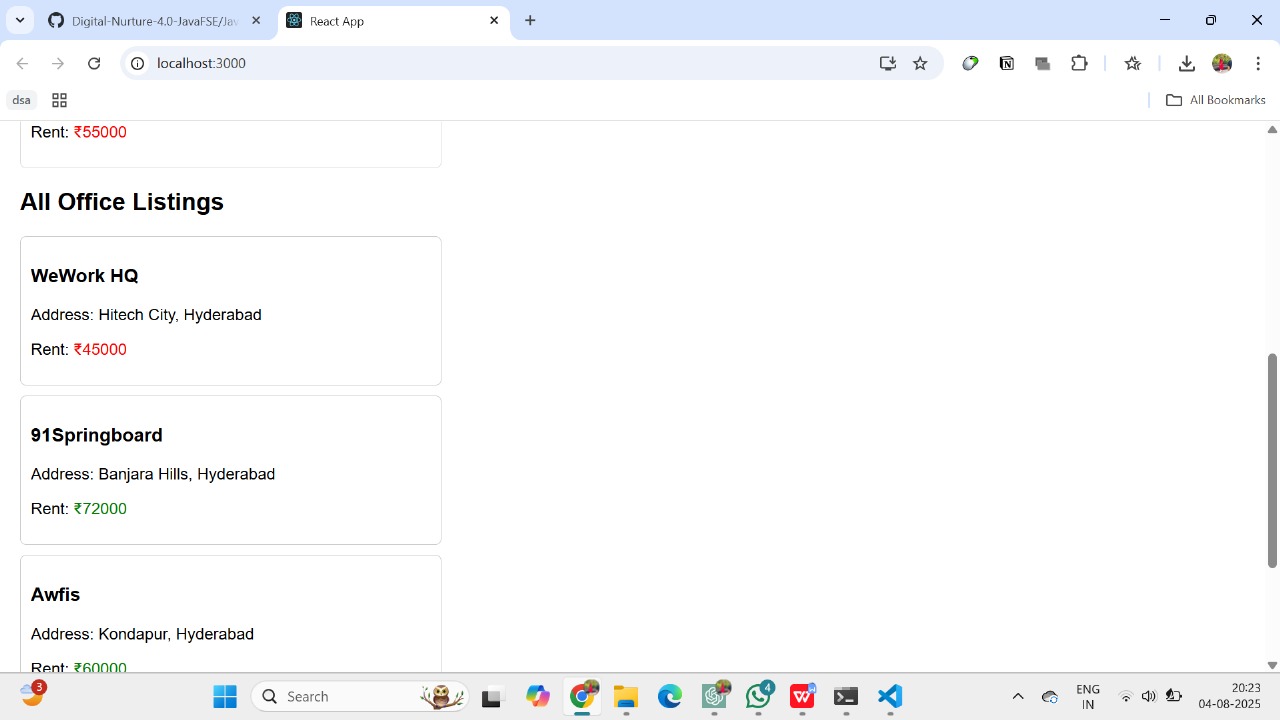 Digital-Nurture-4.0-JavaFSE/Jav
React App
localhost:3000
dsa
All Bookmarks
Rent: ₹55000
All Office Listings
WeWork HQ
Address: Hitech City, Hyderabad
Rent: ₹45000
91Springboard
Address: Banjara Hills, Hyderabad
Rent: ₹72000
Awfis
Address: Kondapur, Hyderabad
Rent: ₹60000
3
Search
4
ENG
IN
20:23
04-08-2025